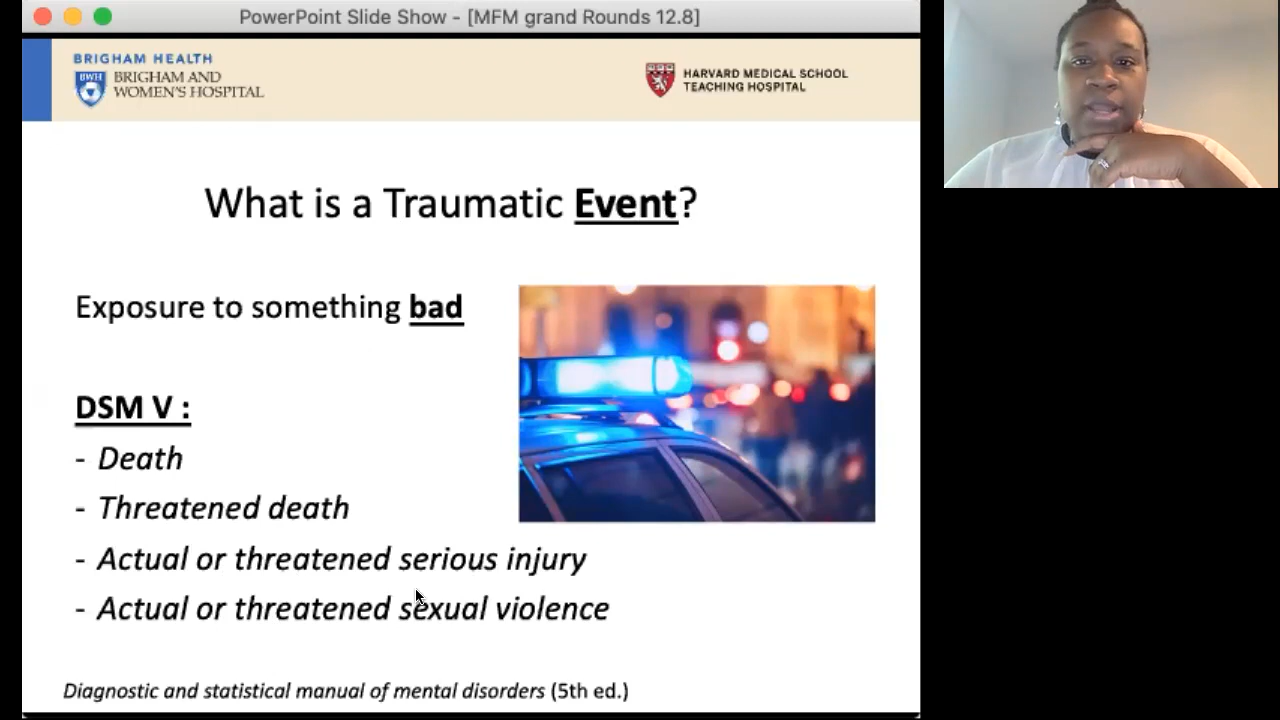 PowerPoint Slide Show - [MFM grand Rounds 12.8]
BRIGHAM HEALTH
BWH
BRIGHAM AND
WOMEN'S HOSPITAL
HARVARD MEDICAL SCHOOL
TEACHING HOSPITAL
What is a Traumatic Event?
Exposure to something bad
DSM V :
- Death
- Threatened death
- Actual or threatened serious injury
- Actual or threatened sexual violence
Diagnostic and statistical manual of mental disorders (5th ed.)